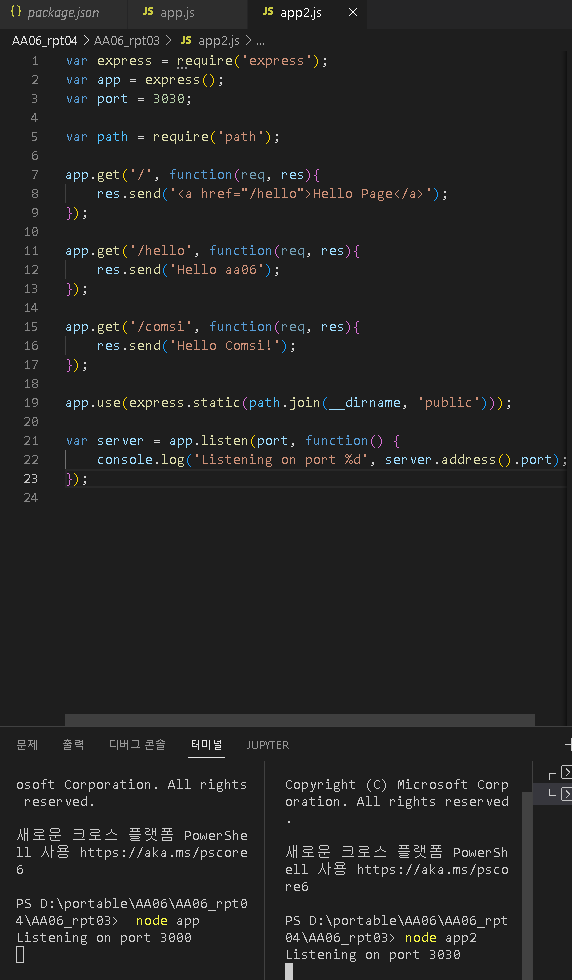 {} package.json JS app.js JS app2.js ×
AA06_rpt04 > AA06_rpt03 > JS app2.js > ...
1 var express = require('express');
2 var app = express();
3 var port = 3030;
4
5 var path = require('path');
6
7 app.get('/', function(req, res){
8 res.send('<a href="/hello">Hello Page</a>');
9 });
10
11 app.get('/hello', function(req, res){
12 res.send('Hello aa06');
13 });
14
15 app.get('/comsi', function(req, res){
16 res.send('Hello Comsi!');
17 });
18
19 app.use(express.static(path.join(__dirname, 'public')));
20
21 var server = app.listen(port, function() {
22 console.log('Listening on port %d', server.address().port);
23 });
24
문제 출력 디버그 콘솔 터미널 JUPYTER
osoft Corporation. All rights
reserved.
새로운 크로스 플랫폼 PowerShe
ll 사용 https://aka.ms/pscore
6
PS D:\portable\AA06\AA06_rpt0
4\AA06_rpt03> node app
Listening on port 3000
Copyright (C) Microsoft Corp
oration. All rights reserved
.
새로운 크로스 플랫폼 PowerSh
ell 사용 https://aka.ms/psco
re6
PS D:\portable\AA06\AA06_rpt
04\AA06_rpt03> node app2
Listening on port 3030